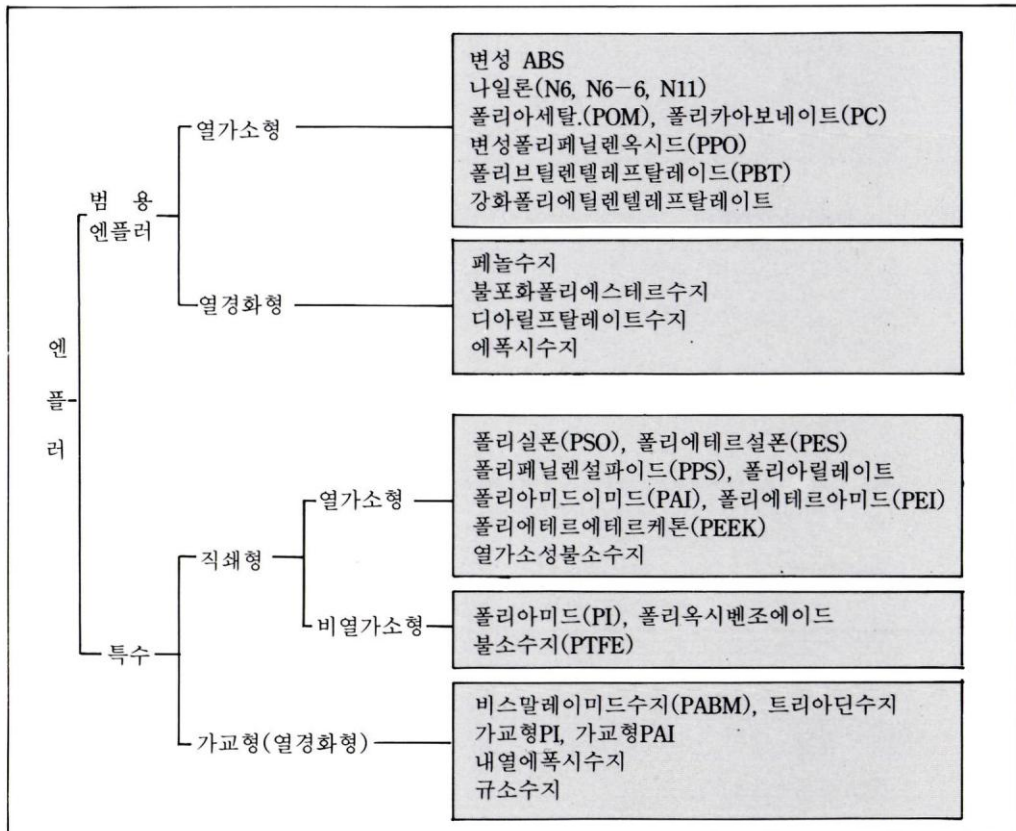 변성 ABS
나일론(N6, N6-6, N11)
열가소형
폴리아세탈.(POM), 폴리카아보네이트(PC)
변성폴리페닐렌옥시드(PPO)
폴리브틸렌텔레프탈레이드(PBT)
강화폴리에틸렌텔레프탈레이트
범 용
엔플러
페놀수지
불포화폴리에스테르수지
열경화형
디아릴프탈레이트수지
에폭시수지
엔
플
러
폴리실폰(PSO), 폴리에테르설폰(PES)
폴리페닐렌설파이드(PPS), 폴리아릴레이트
열가소형
폴리아미드이미드(PAI), 폴리에테르아미드(PEI)
폴리에테르에테르케톤(PEEK)
열가소성불소수지
직쇄형
폴리아미드(PI), 폴리옥시벤조에이드
비열가소형
불소수지(PTFE)
특수
비스말레이미드수지(PABM), 트리아딘수지
가교형PI, 가교형PAI
가교형(열경화형)
내열에폭시수지
규소수지